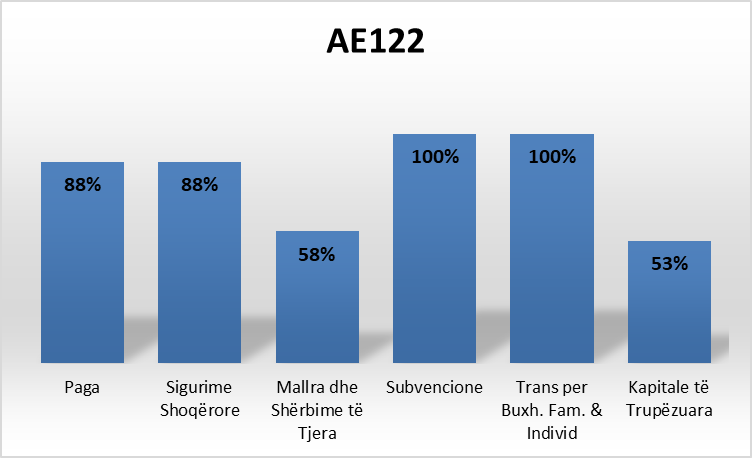 AE122
88%
88%
58%
100%
100%
53%
Paga
Sigurime
Shoqërore
Mallra dhe
Shërbime të
Tjera
Subvencione
Trans per
Buxh. Fam. &
Individ
Kapitale të
Trupëzuara